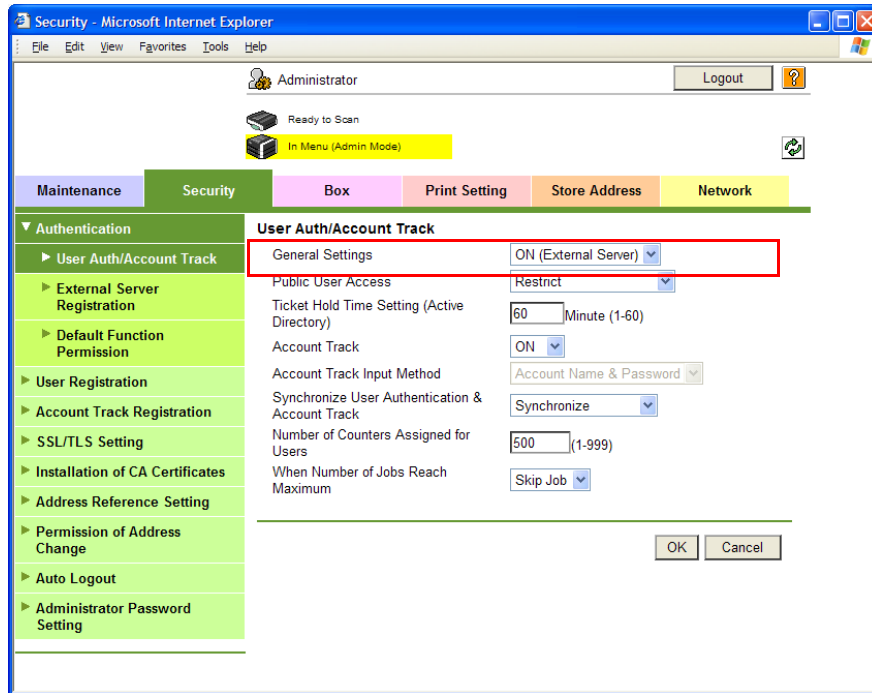 Security - Microsoft Internet Explorer
File Edit View Favorites Tools Help
Administrator
Logout
?
Ready to Scan
In Menu (Admin Mode)
Maintenance
Security
Box
Print Setting
Store Address
Network
Authentication
User Auth/Account Track
External Server
Registration
Default Function
Permission
User Registration
Account Track Registration
SSL/TLS Setting
Installation of CA Certificates
Address Reference Setting
Permission of Address
Change
Auto Logout
Administrator Password
Setting
User Auth/Account Track
General Settings
ON (External Server)
Public User Access
Restrict
Ticket Hold Time Setting (Active
Directory)
60
Minute (1-60)
Account Track
ON
Account Track Input Method
Account Name & Password
Synchronize User Authentication &
Account Track
Synchronize
Number of Counters Assigned for
Users
500
(1-999)
When Number of Jobs Reach
Maximum
Skip Job
OK
Cancel